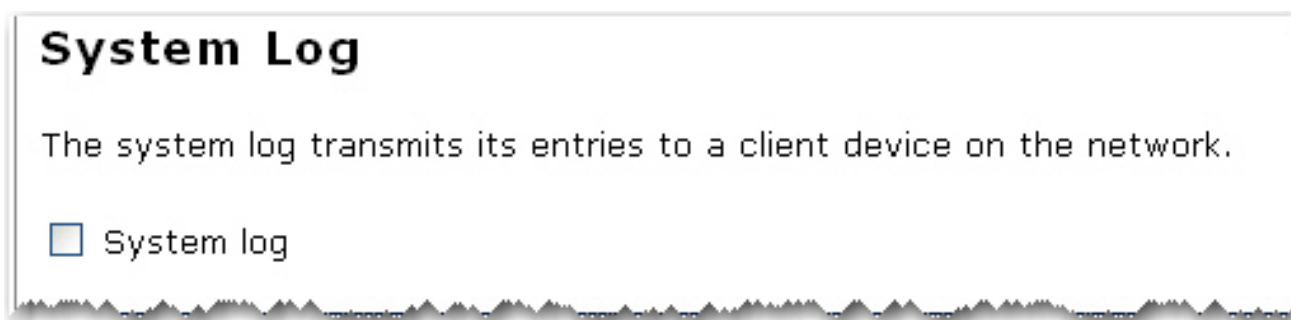 System Log
The system log transmits its entries to a client device on the network.
System log